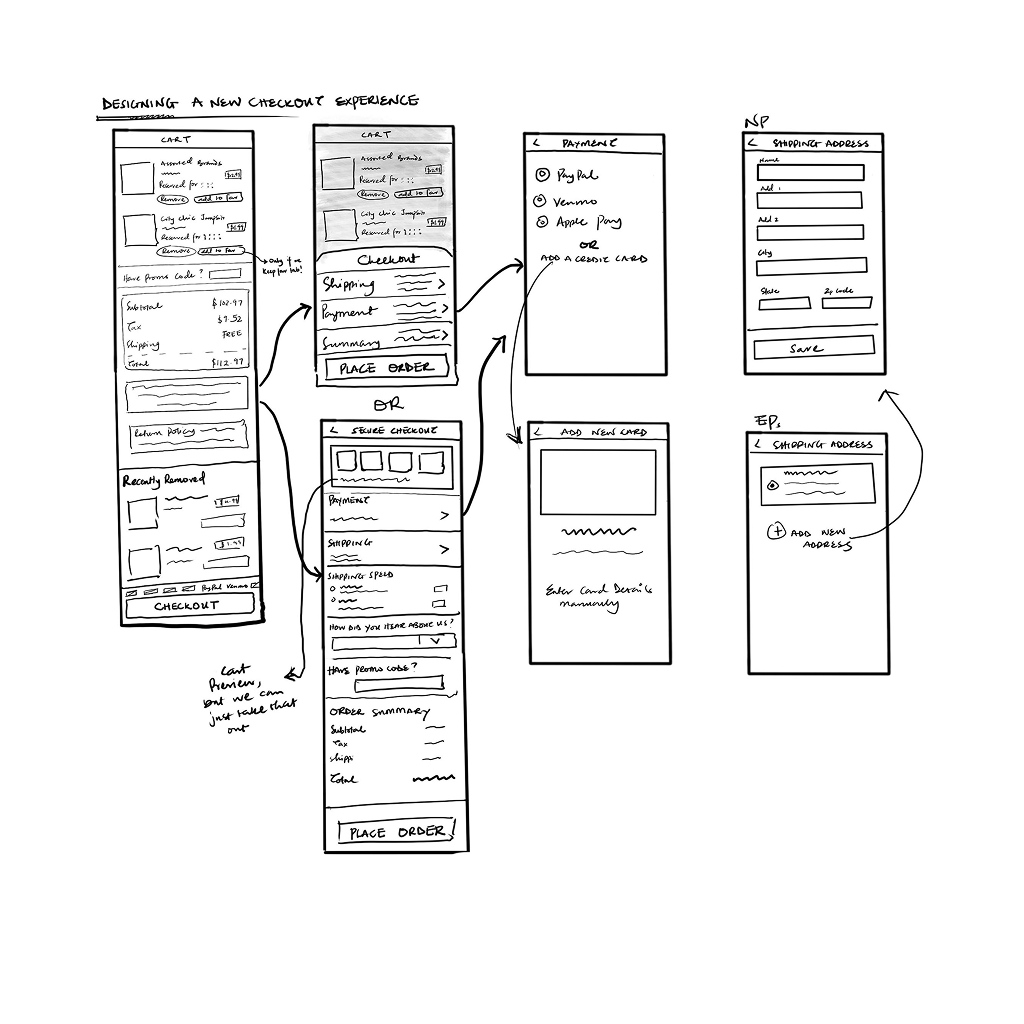 DESIGNING A NEW CHECKOUT EXPERIENCE
CART
Assorted Brands
Reserved for : : :
Remove
Add to Fav
City Chic Jumpsuit
Reserved for : : : :
Remove
Add to Fav
→ Only if we
keep fav tab!
Have Promo Code ?
Subtotal $102.97
Tax $9.52
Shipping FREE
Total $112.97
Return Policy
Recently Removed
PayPal Venmo
CHECKOUT
CART
Assorted Brands
Reserved for : : :
Remove
Add to Fav
City Chic Jumpsuit
Reserved for : : : :
Checkout
Shipping >
Payment >
Summary >
PLACE ORDER
OR
< SECURE CHECKOUT
PAYMENT
>
SHIPPING
>
SHIPPING SPEED
HOW DID YOU HEAR ABOUT US?
HAVE PROMO CODE?
ORDER SUMMARY
Subtotal
Tax
Shippi
Total
PLACE ORDER
Cart
Preview,
but we can
just take that
out
< PAYMENT
PayPal
Venmo
Apple Pay
OR
ADD A CREDIT CARD
< ADD NEW CARD
Enter Card Details
manually
NP
< SHIPPING ADDRESS
Name
Add 1
Add 2
City
State Zip Code
Save
EP.
< SHIPPING ADDRESS
+ ADD NEW
ADDRESS